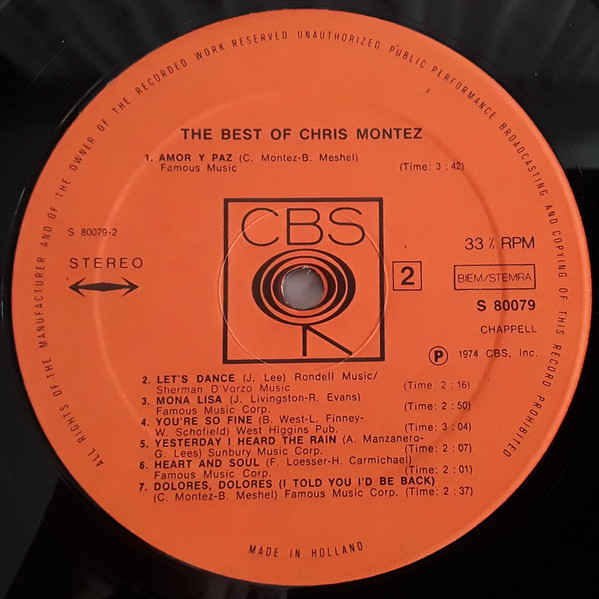 ALL RIGHTS OF THE MANUFACTURER AND OF THE OWNER OF THE RECORDED WORK RESERVED UNAUTHORIZED PUBLIC PERFORMANCE BROADCASTING AND COPYING OF THIS RECORD PROHIBITED
THE BEST OF CHRIS MONTEZ
1. AMOR Y PAZ (C. Montez-B. Meshel)
Famous Music (Time: 3 : 42)
S 80079-2
STEREO
CBS
2
33⅓ RPM
BIEM/STEMRA
S 80079
CHAPPELL
Ⓟ 1974 CBS, Inc.
2. LET'S DANCE (J. Lee) Rondell Music/
Sherman D'Vorzo Music (Time: 2 : 16)
3. MONA LISA (J. Livingston-R. Evans)
Famous Music Corp. (Time: 2 : 50)
4. YOU'RE SO FINE (B. West-L. Finney-
W. Schofield) West Higgins Pub. (Time: 3 : 04)
5. YESTERDAY I HEARD THE RAIN (A. Manzanero-
G. Lees) Sunbury Music Corp. (Time: 2 : 07)
6. HEART AND SOUL (F. Loesser-H. Carmichael)
Famous Music Corp. (Time: 2 : 01)
7. DOLORES, DOLORES (I TOLD YOU I'D BE BACK)
(C. Montez-B. Meshel) Famous Music Corp. (Time: 2 : 37)
MADE IN HOLLAND